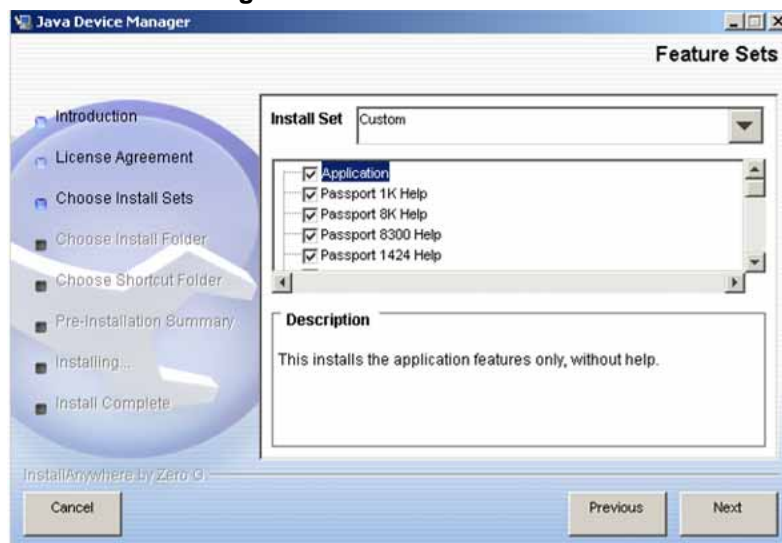 Java Device Manager
Feature Sets
Introduction
License Agreement
Choose Install Sets
Choose Install Folder
Choose Shortcut Folder
Pre-Installation Summary
Installing...
Install Complete
Install Set
Custom
Application
Passport 1K Help
Passport 8K Help
Passport 8300 Help
Passport 1424 Help
Description
This installs the application features only, without help.
InstallAnywhere by Zero G
Cancel
Previous
Next